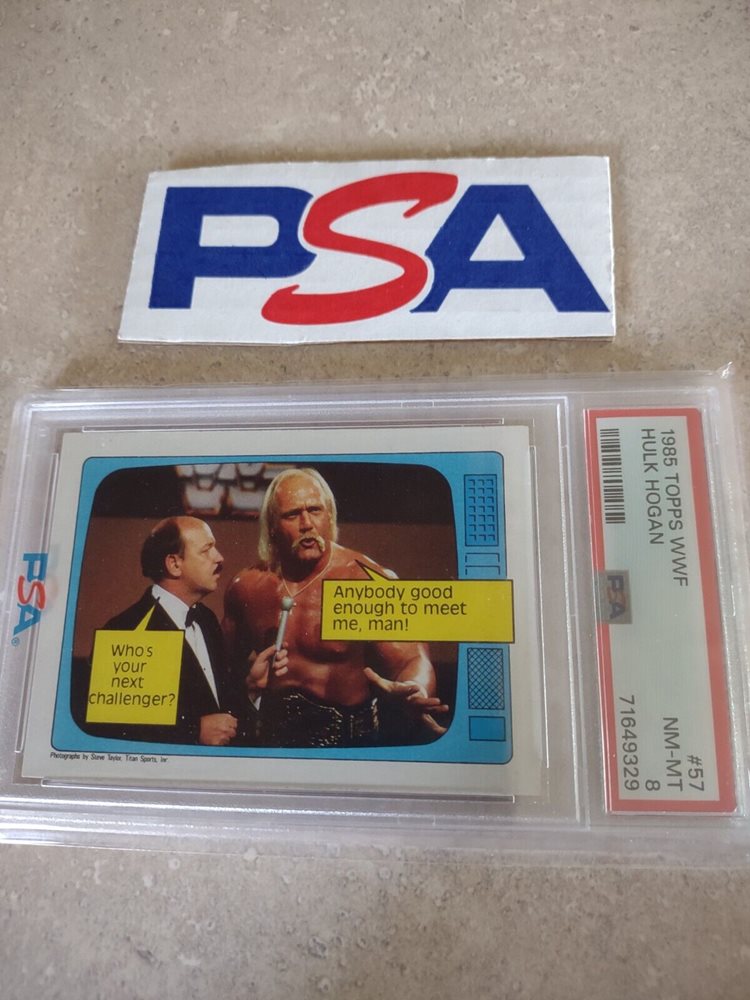 PSA
1985 TOPPS WWF
HULK HOGAN
#57
NM-MT
8
71649329
PSA
PSA®
Anybody good
enough to meet
me, man!
Who's
your
next
challenger?
Photographs by Steve Taylor, Titan Sports, Inc.